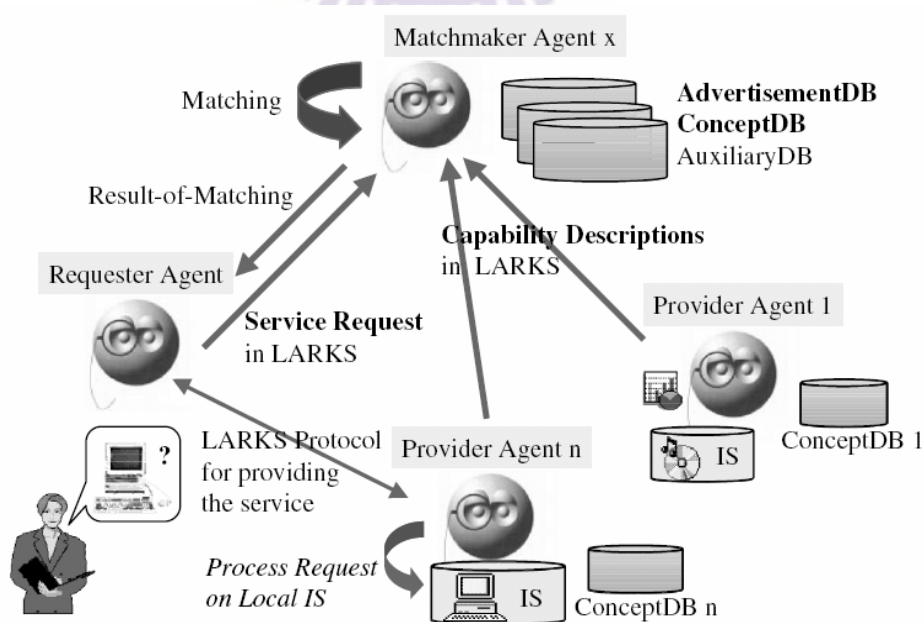 Matchmaker Agent x
Matching
AdvertisementDB
ConceptDB
AuxiliaryDB
Result-of-Matching
Capability Descriptions
in LARKS
Requester Agent
Service Request
in LARKS
Provider Agent 1
IS
ConceptDB 1
?
LARKS Protocol
for providing
the service
Provider Agent n
Process Request
on Local IS
IS
ConceptDB n